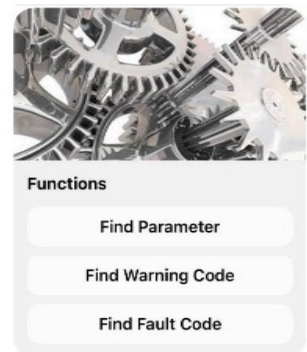 Functions
Find Parameter
Find Warning Code
Find Fault Code